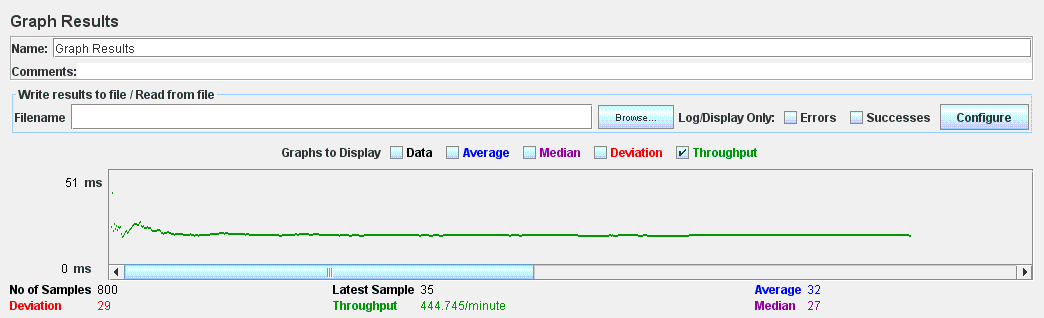 Graph Results
Name: Graph Results
Comments:
Write results to file / Read from file
Filename Browse... Log/Display Only: Errors Successes Configure
Graphs to Display Data Average Median Deviation Throughput
51 ms
0 ms
No of Samples 800 Latest Sample 35 Average 32
Deviation 29 Throughput 444.745/minute Median 27